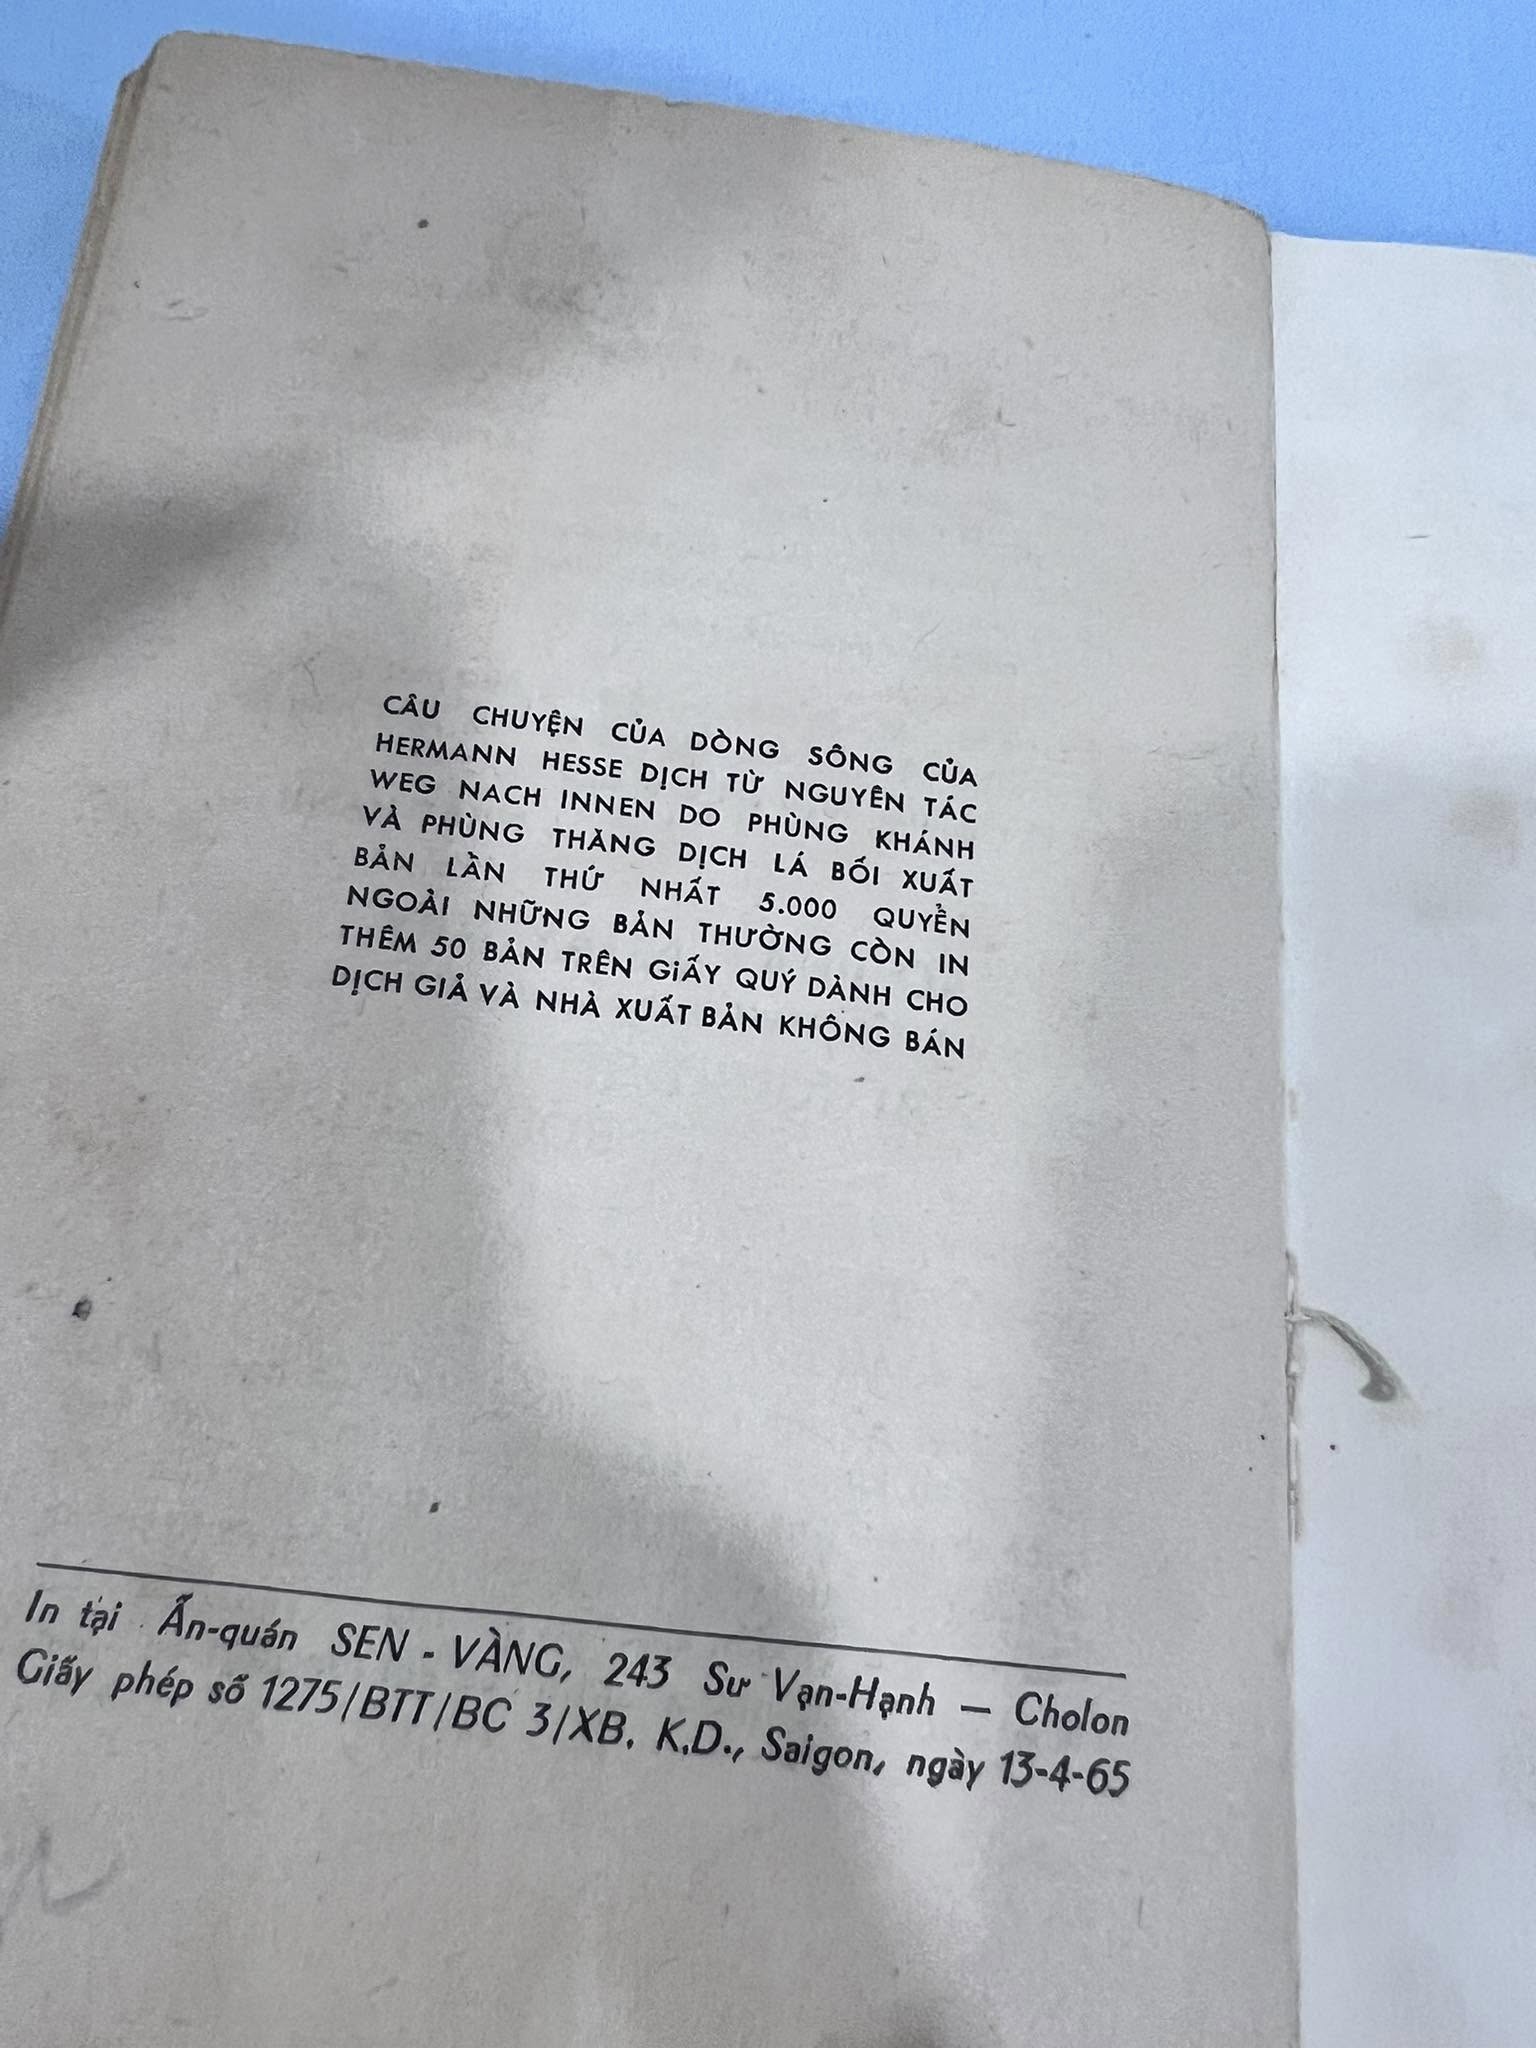 CÂU CHUYỆN CỦA DÒNG SÔNG CỦA
HERMANN HESSE DỊCH TỪ NGUYÊN TÁC
WEG NACH INNEN DO PHÙNG KHÁNH
VÀ PHÙNG THĂNG DỊCH LÁ BỐI XUẤT
BẢN LẦN THỨ NHẤT 5.000 QUYỂN
NGOÀI NHỮNG BẢN THƯỜNG CÒN IN
THÊM 50 BẢN TRÊN GiẤY QUÝ DÀNH CHO
DỊCH GIẢ VÀ NHÀ XUẤT BẢN KHÔNG BÁN
In tại Ấn-quán SEN - VÀNG, 243 Sư Vạn-Hạnh — Cholon
Giấy phép số 1275/BTT/BC 3/XB. K.D., Saigon, ngày 13-4-65